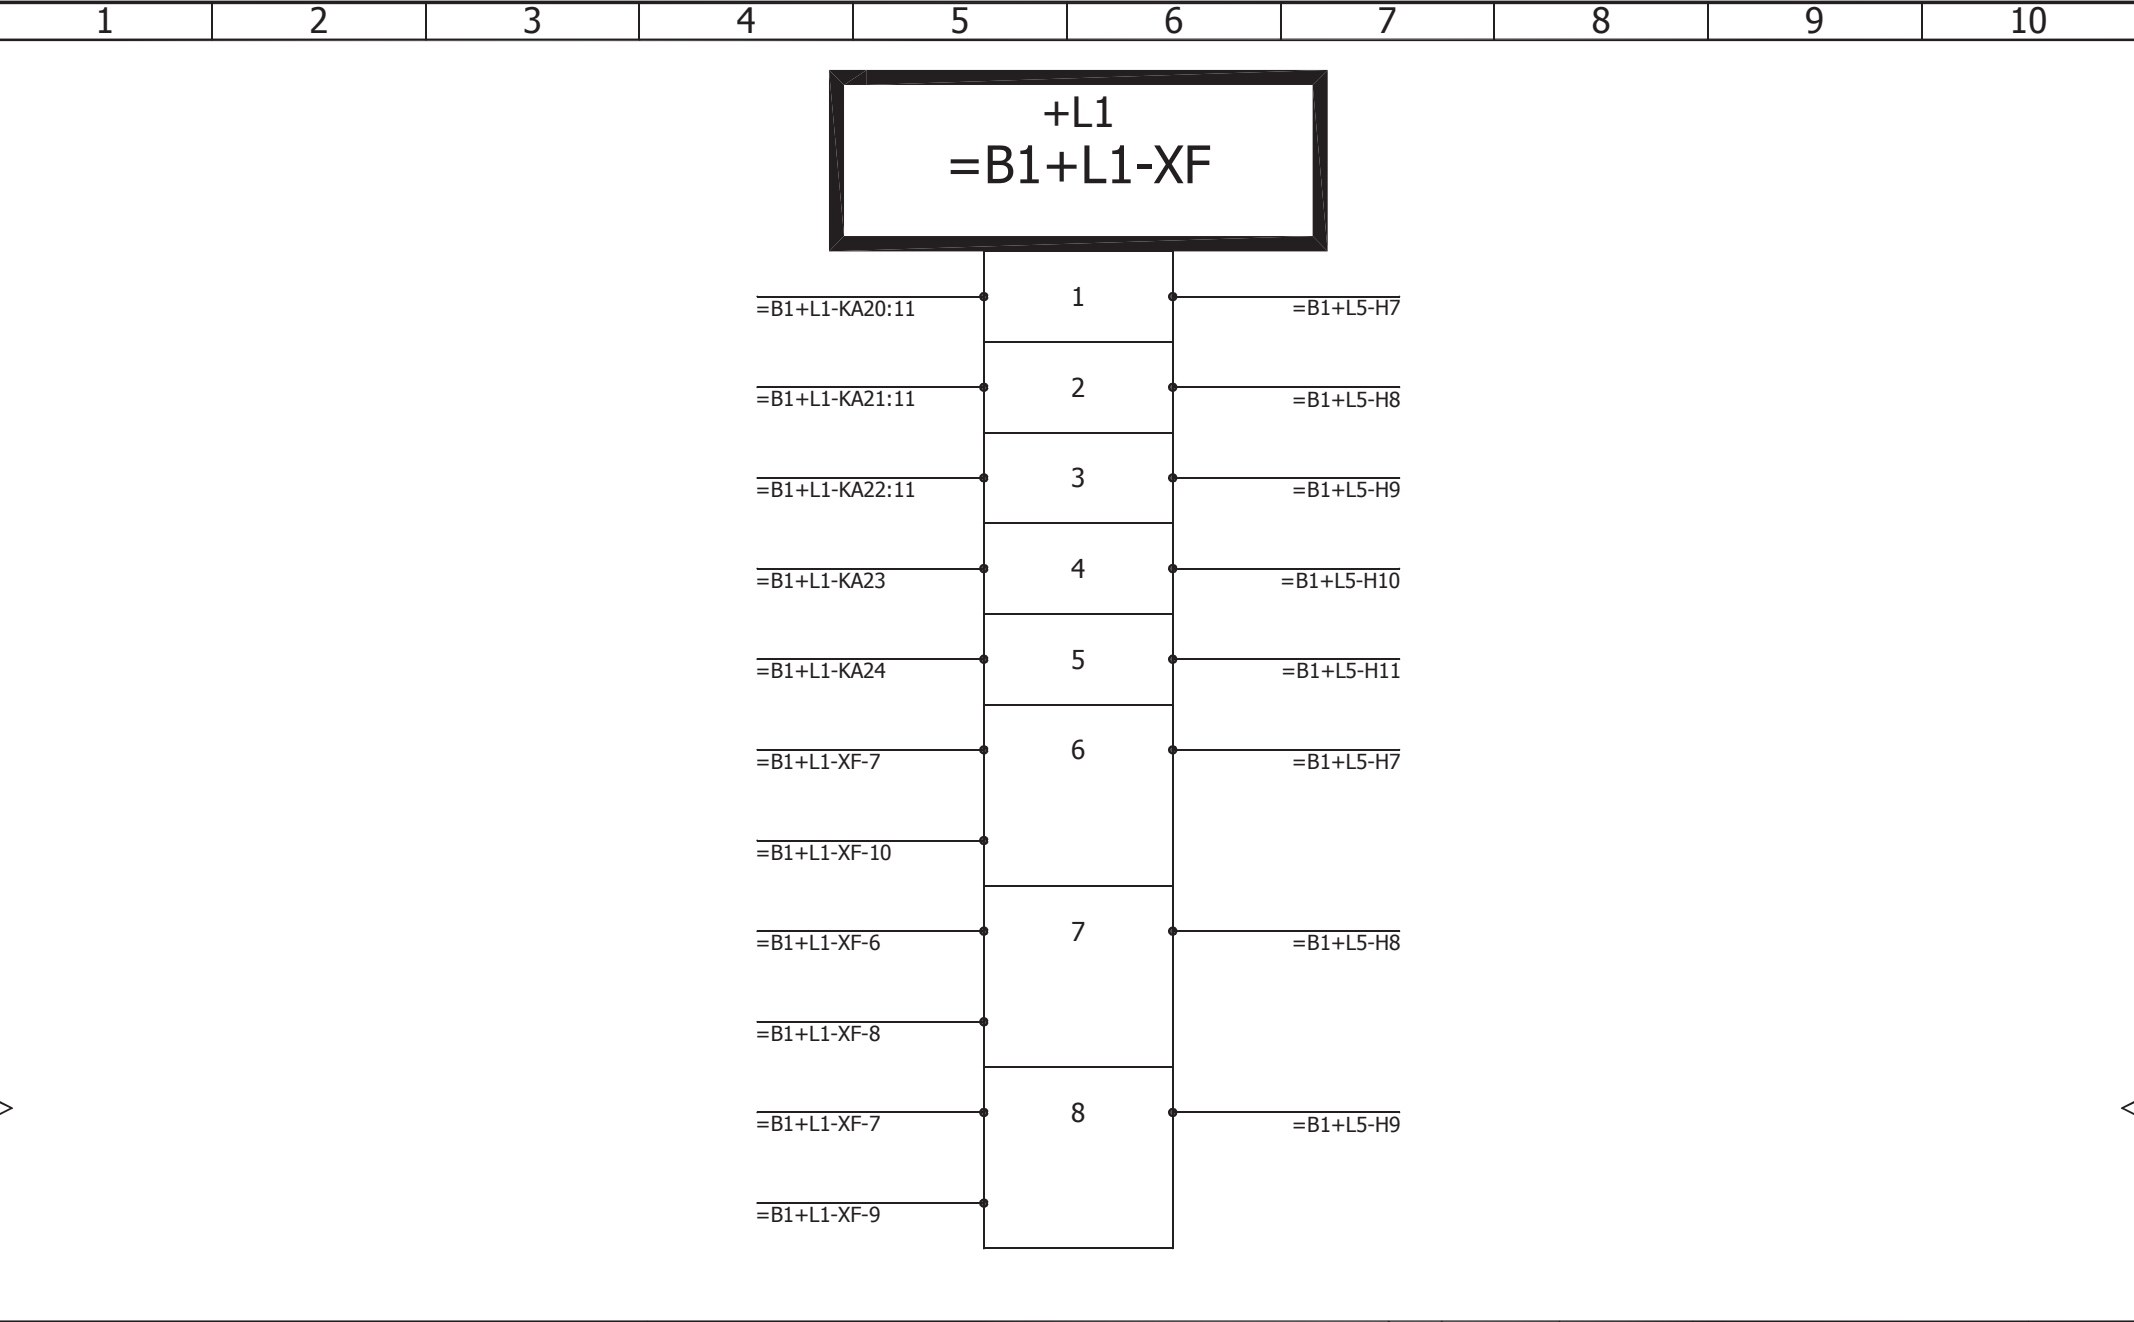 1 2 3 4 5 6 7 8 9 10
+L1
=B1+L1-XF
=B1+L1-KA20:11 1 =B1+L5-H7
=B1+L1-KA21:11 2 =B1+L5-H8
=B1+L1-KA22:11 3 =B1+L5-H9
=B1+L1-KA23 4 =B1+L5-H10
=B1+L1-KA24 5 =B1+L5-H11
=B1+L1-XF-7 6 =B1+L5-H7
=B1+L1-XF-10
=B1+L1-XF-6 7 =B1+L5-H8
=B1+L1-XF-8
=B1+L1-XF-7 8 =B1+L5-H9
=B1+L1-XF-9